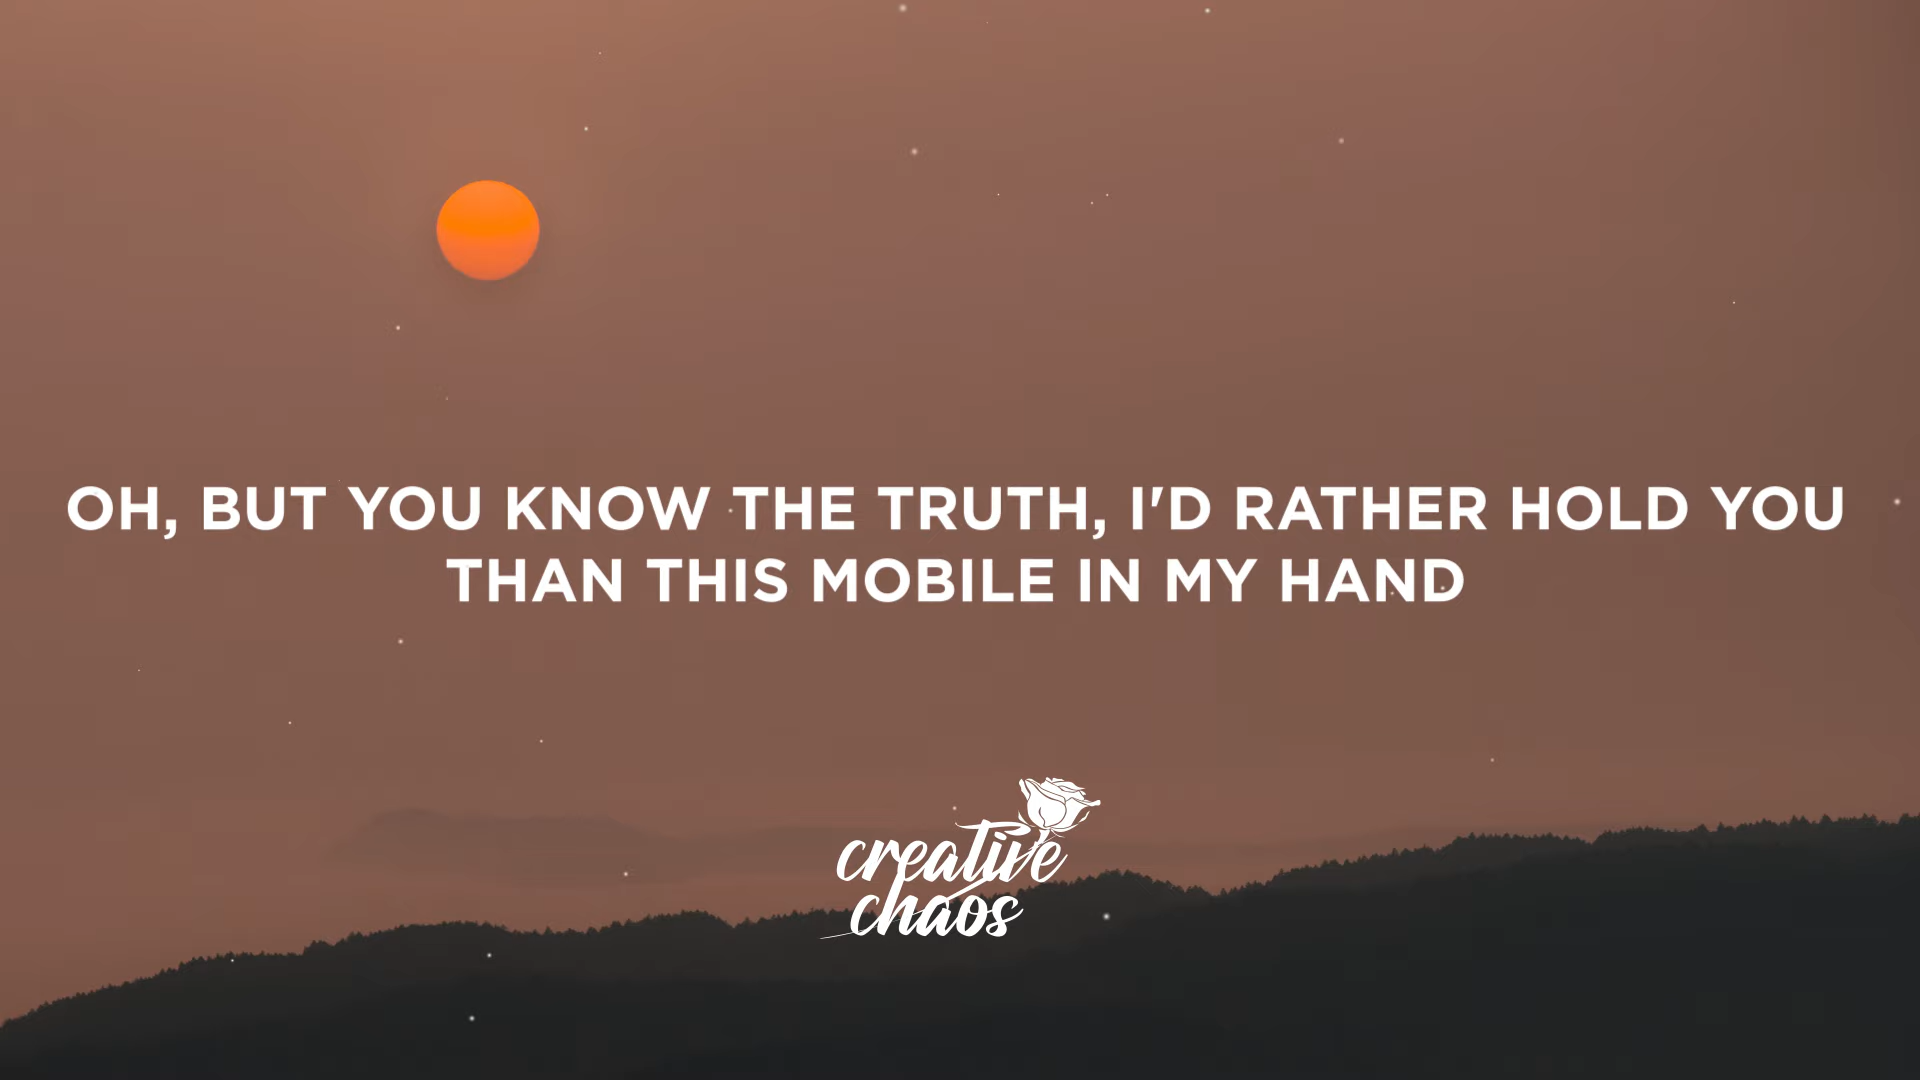 OH, BUT YOU KNOW THE TRUTH, I'D RATHER HOLD YOU
THAN THIS MOBILE IN MY HAND
creative
chaos